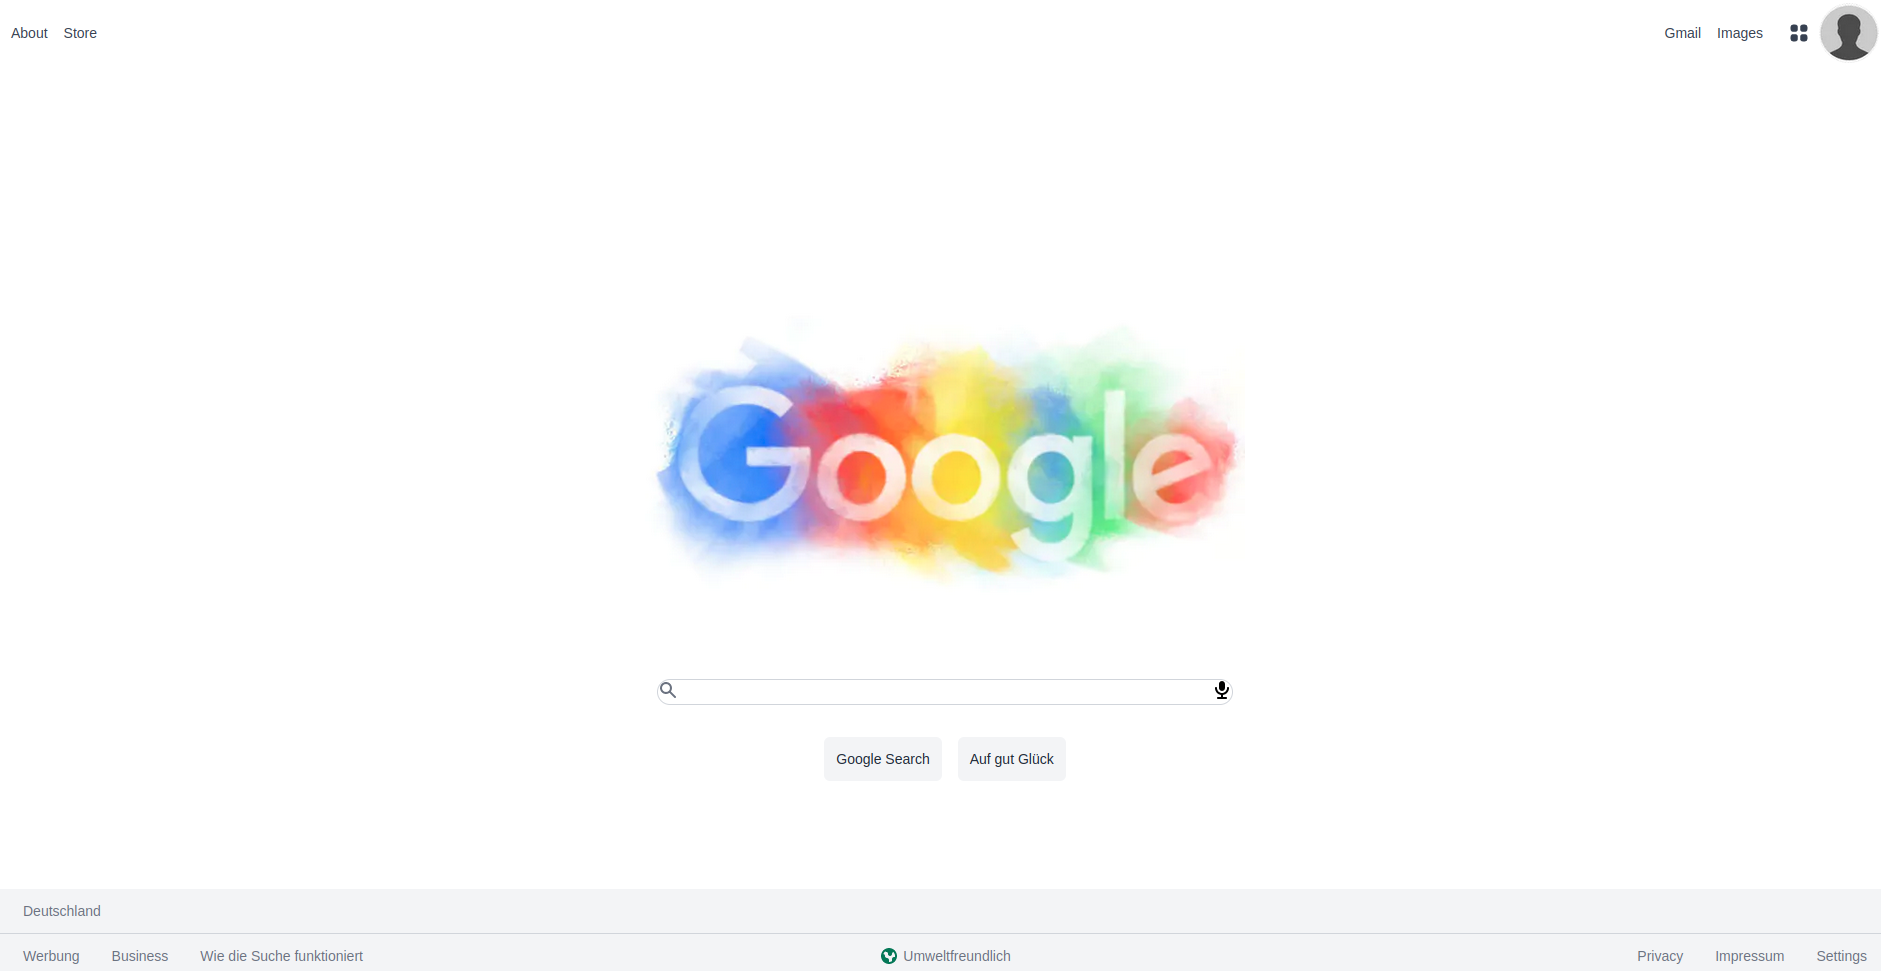 About Store Gmail Images
Google
Google Search Auf gut Glück
Deutschland
Werbung Business Wie die Suche funktioniert Umweltfreundlich Privacy Impressum Settings